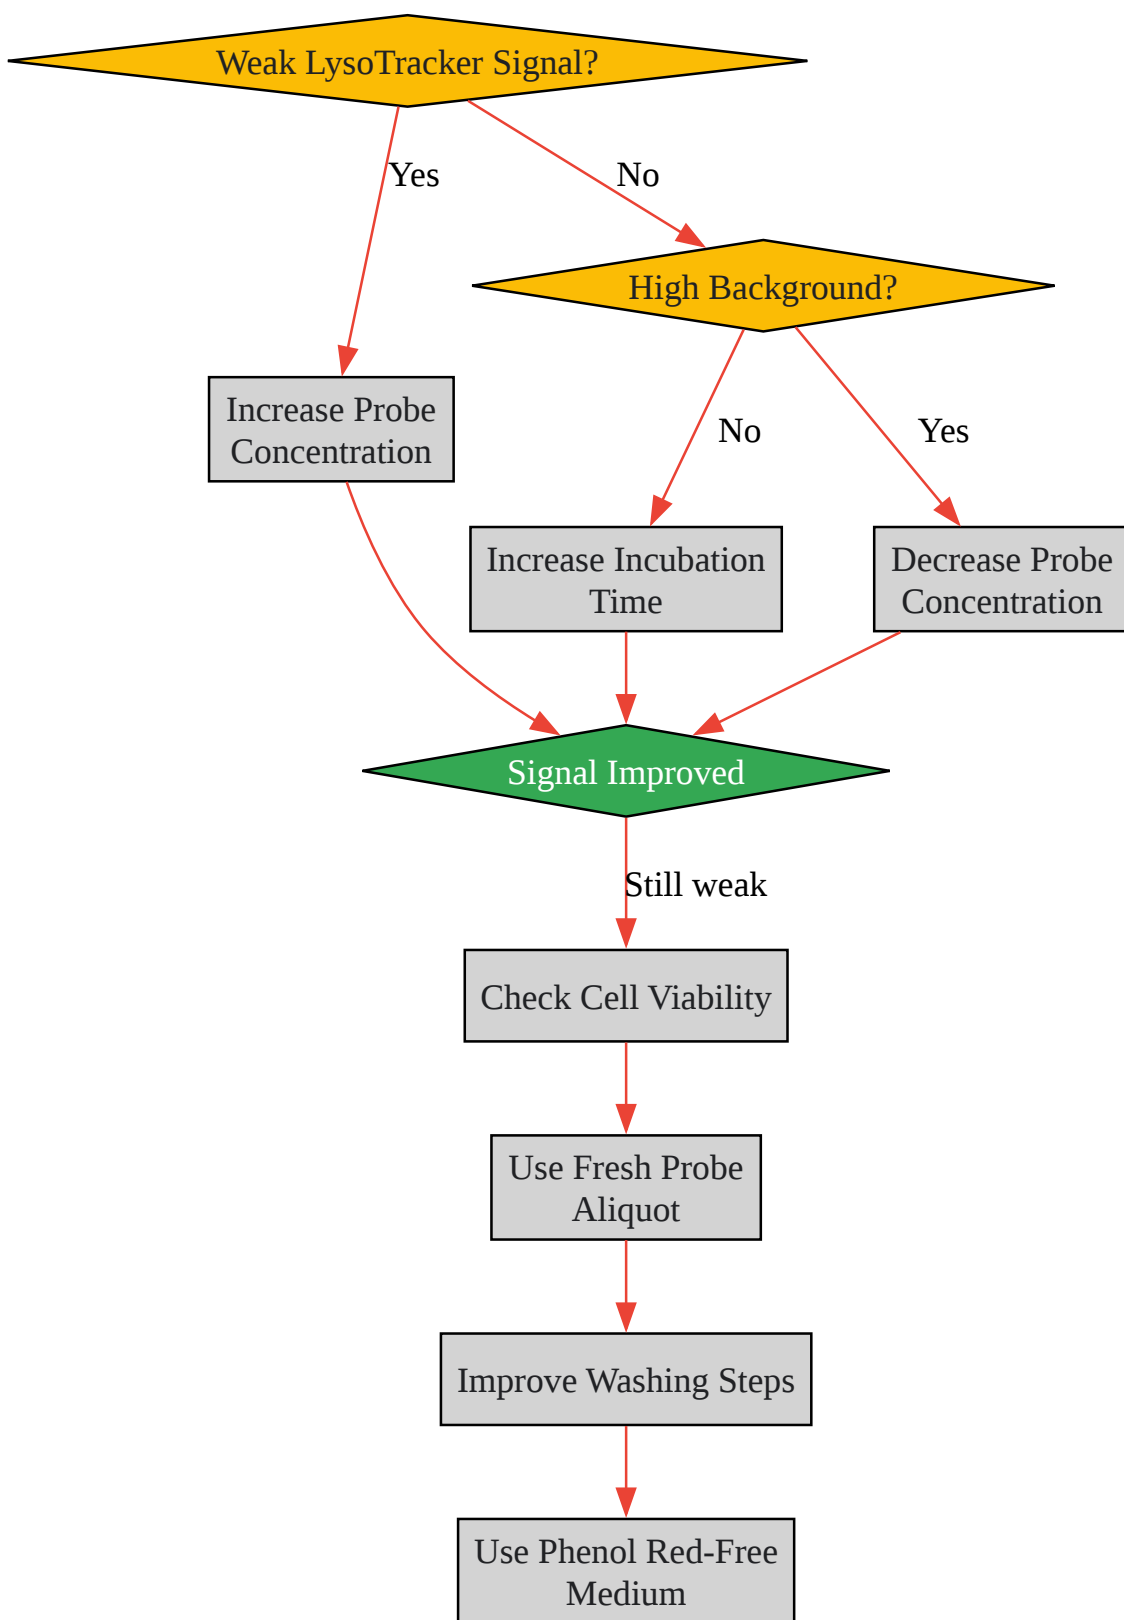 Weak LysoTracker Signal?
Yes
No
High Background?
Increase Probe
Concentration
No
Yes
Increase Incubation
Time
Decrease Probe
Concentration
Signal Improved
Still weak
Check Cell Viability
Use Fresh Probe
Aliquot
Improve Washing Steps
Use Phenol Red-Free
Medium